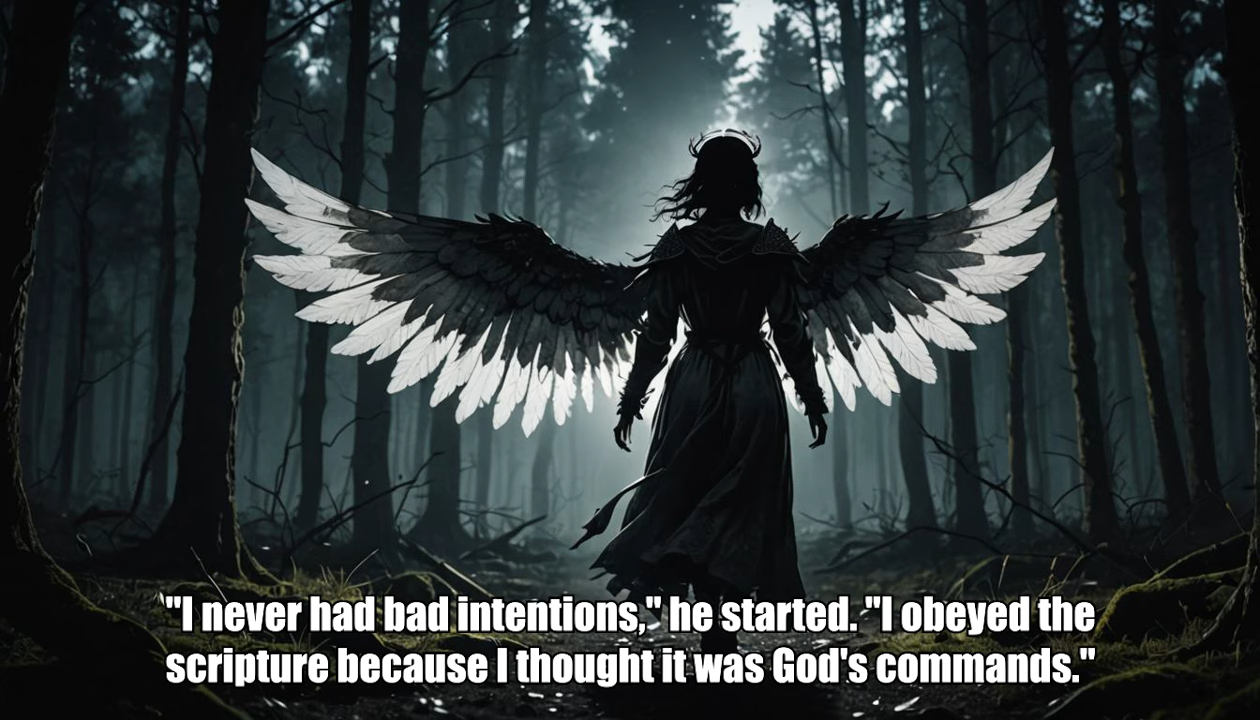 "I never had bad intentions," he started. "I obeyed the
scripture because I thought it was God's commands."